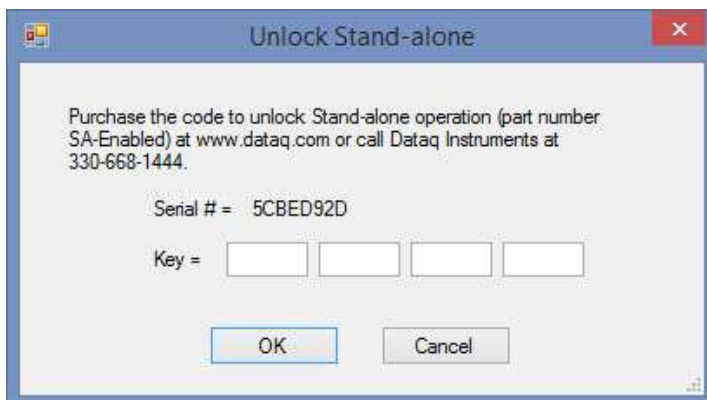 Unlock Stand-alone
Purchase the code to unlock Stand-alone operation (part number
SA-Enabled) at www.dataq.com or call Dataq Instruments at
330-668-1444.
Serial # = 5CBED92D
Key =
OK Cancel